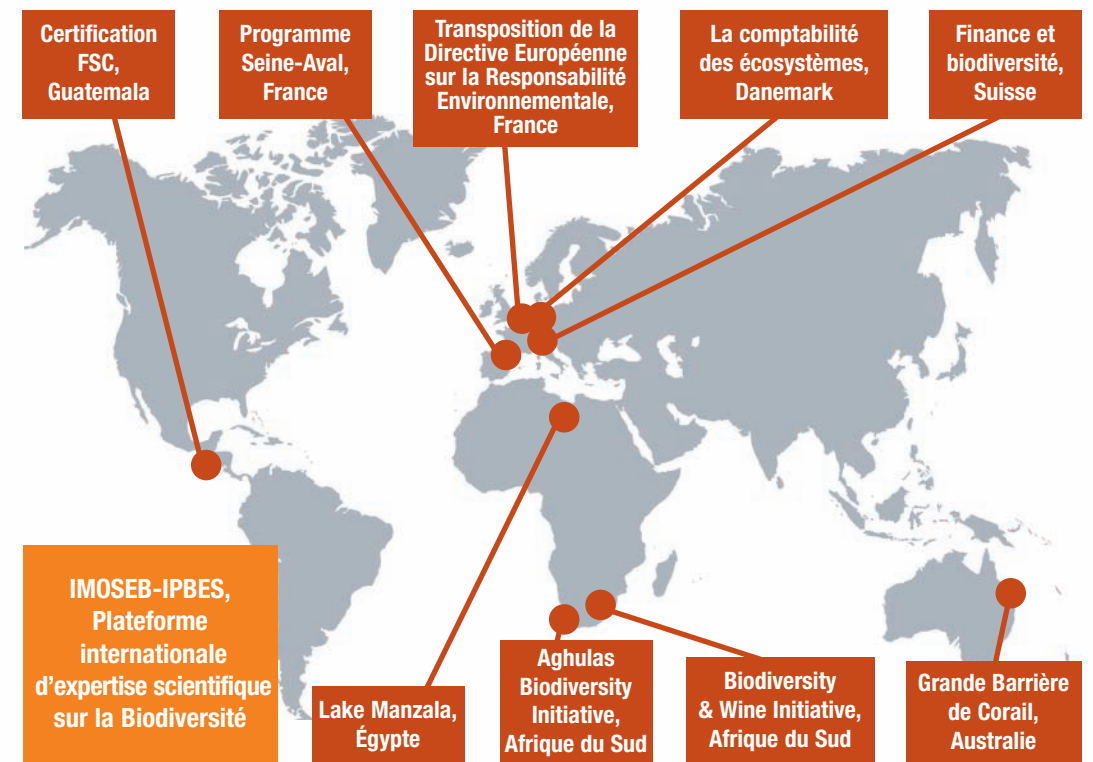 Certification
FSC,
Guatemala
Programme
Seine-Aval,
France
Transposition de la
Directive Européenne
sur la Responsabilité
Environnementale,
France
La comptabilité
des écosystèmes,
Danemark
Finance et
biodiversité,
Suisse
IMOSEB-IPBES,
Plateforme
internationale
d’expertise scientifique
sur la Biodiversité
Lake Manzala,
Égypte
Aghulas
Biodiversity
Initiative,
Afrique du Sud
Biodiversity
& Wine Initiative,
Afrique du Sud
Grande Barrière
de Corail,
Australie